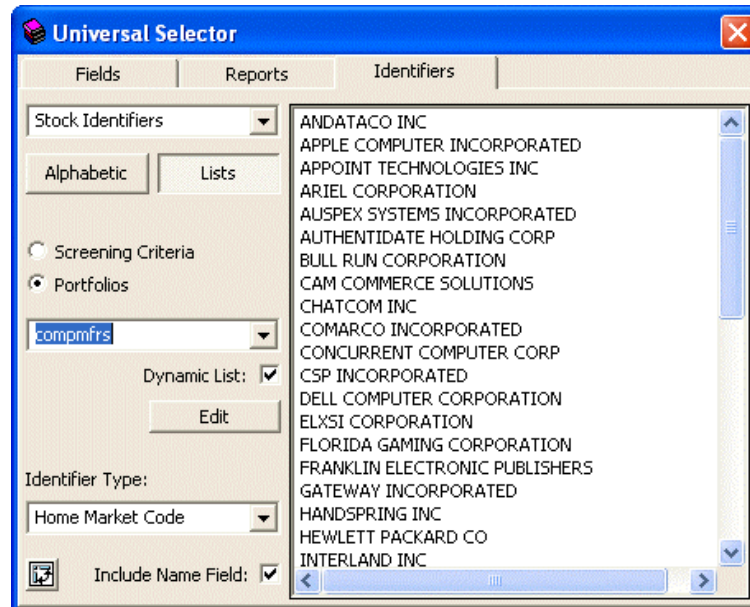 Universal Selector
Fields
Reports
Identifiers
Stock Identifiers
Alphabetic
Lists
Screening Criteria
Portfolios
compmfrs
Dynamic List:
Edit
Identifier Type:
Home Market Code
Include Name Field:
ANDATACO INC
APPLE COMPUTER INCORPORATED
APPOINT TECHNOLOGIES INC
ARIEL CORPORATION
AUSPEX SYSTEMS INCORPORATED
AUTHENTIDATE HOLDING CORP
BULL RUN CORPORATION
CAM COMMERCE SOLUTIONS
CHATCOM INC
COMARCO INCORPORATED
CONCURRENT COMPUTER CORP
CSP INCORPORATED
DELL COMPUTER CORPORATION
ELXSI CORPORATION
FLORIDA GAMING CORPORATION
FRANKLIN ELECTRONIC PUBLISHERS
GATEWAY INCORPORATED
HANDSPRING INC
HEWLETT PACKARD CO
INTERLAND INC